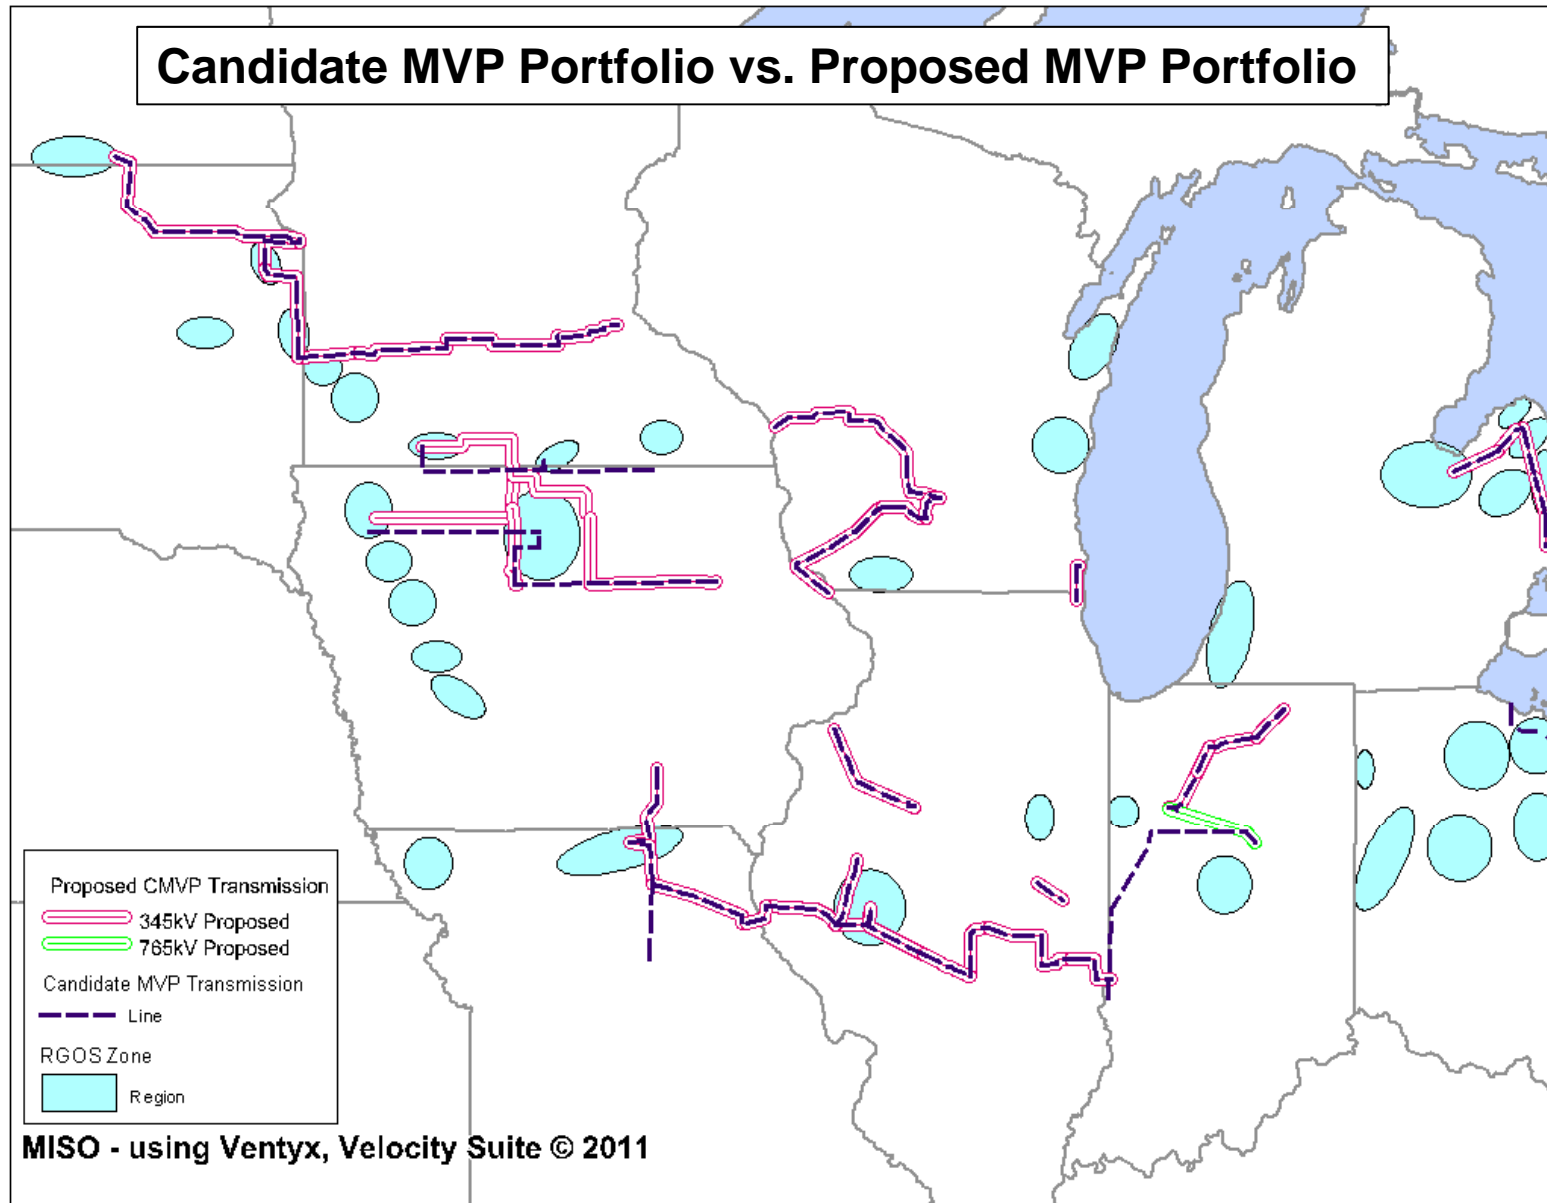 Candidate MVP Portfolio vs. Proposed MVP Portfolio
Proposed CMVP Transmission
345kV Proposed
765kV Proposed
Candidate MVP Transmission
Line
RGOS Zone
Region
MISO - using Ventyx, Velocity Suite © 2011